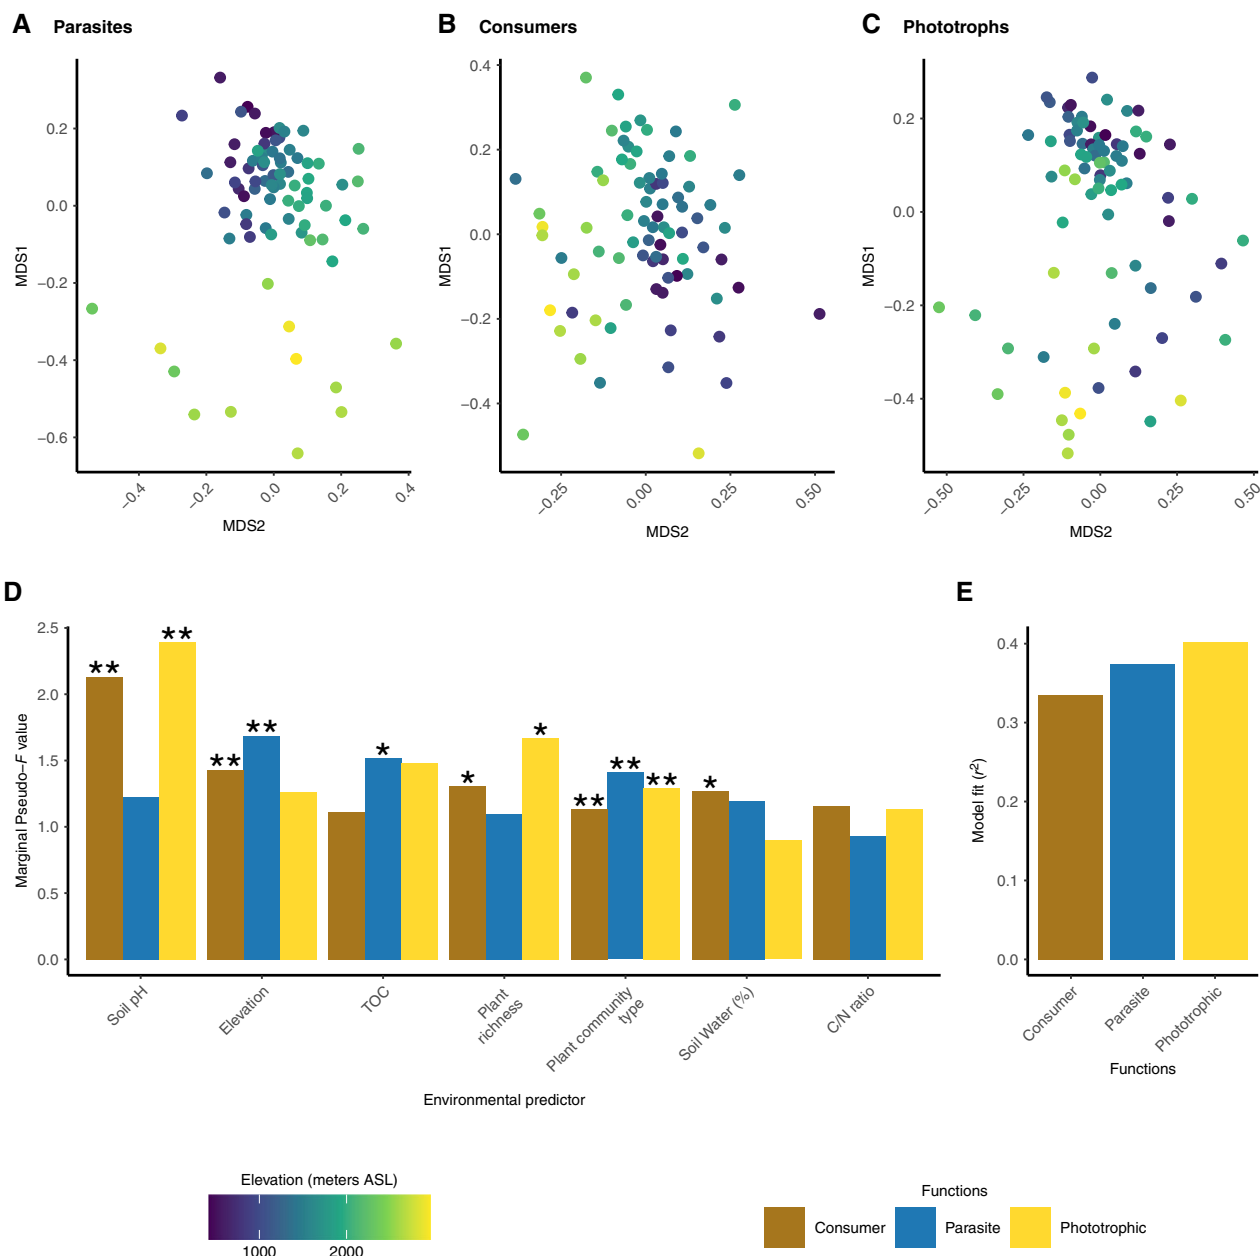 A Parasites
B Consumers
C Phototrophs
0.2
0.0
−0.2
−0.4
−0.6
MDS1
−0.4
−0.2
0.0
0.2
0.4
MDS2
0.4
0.2
0.0
−0.2
−0.4
MDS1
−0.25
0.00
0.25
0.50
MDS2
0.2
0.0
−0.2
−0.4
MDS1
−0.50
−0.25
0.00
0.25
0.50
MDS2
D
2.5
2.0
1.5
1.0
0.5
0.0
Marginal Pseudo−F value
**
**
**
**
*
*
*
**
**
**
*
Soil pH
Elevation
TOC
Plant
richness
Plant community
type
Soil Water (%)
C/N ratio
Environmental predictor
E
0.4
0.3
0.2
0.1
0.0
Model fit (r²)
Consumer
Parasite
Phototrophic
Functions
Elevation (meters ASL)
1000
2000
Functions
Consumer
Parasite
Phototrophic